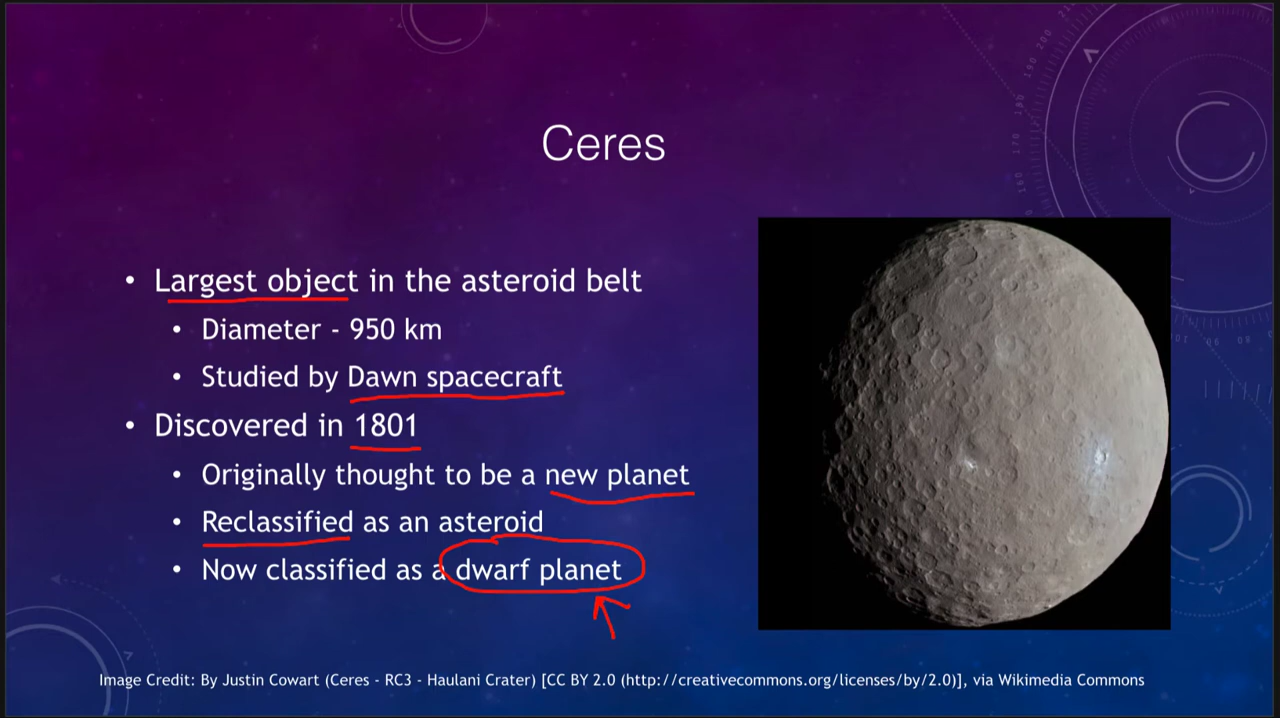 Ceres
• Largest object in the asteroid belt
• Diameter - 950 km
• Studied by Dawn spacecraft
• Discovered in 1801
• Originally thought to be a new planet
• Reclassified as an asteroid
• Now classified as a dwarf planet
Image Credit: By Justin Cowart (Ceres - RC3 - Haulani Crater) [CC BY 2.0 (http://creativecommons.org/licenses/by/2.0)], via Wikimedia Commons